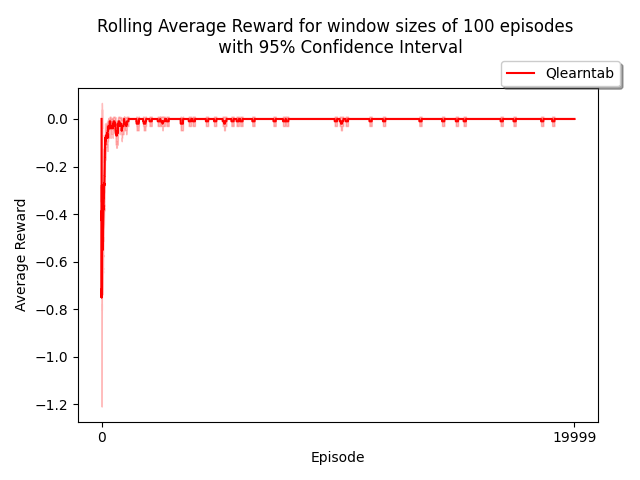 Rolling Average Reward for window sizes of 100 episodes
with 95% Confidence Interval
Qlearntab
0.0
−0.2
−0.4
−0.6
−0.8
−1.0
−1.2
Average Reward
0
19999
Episode